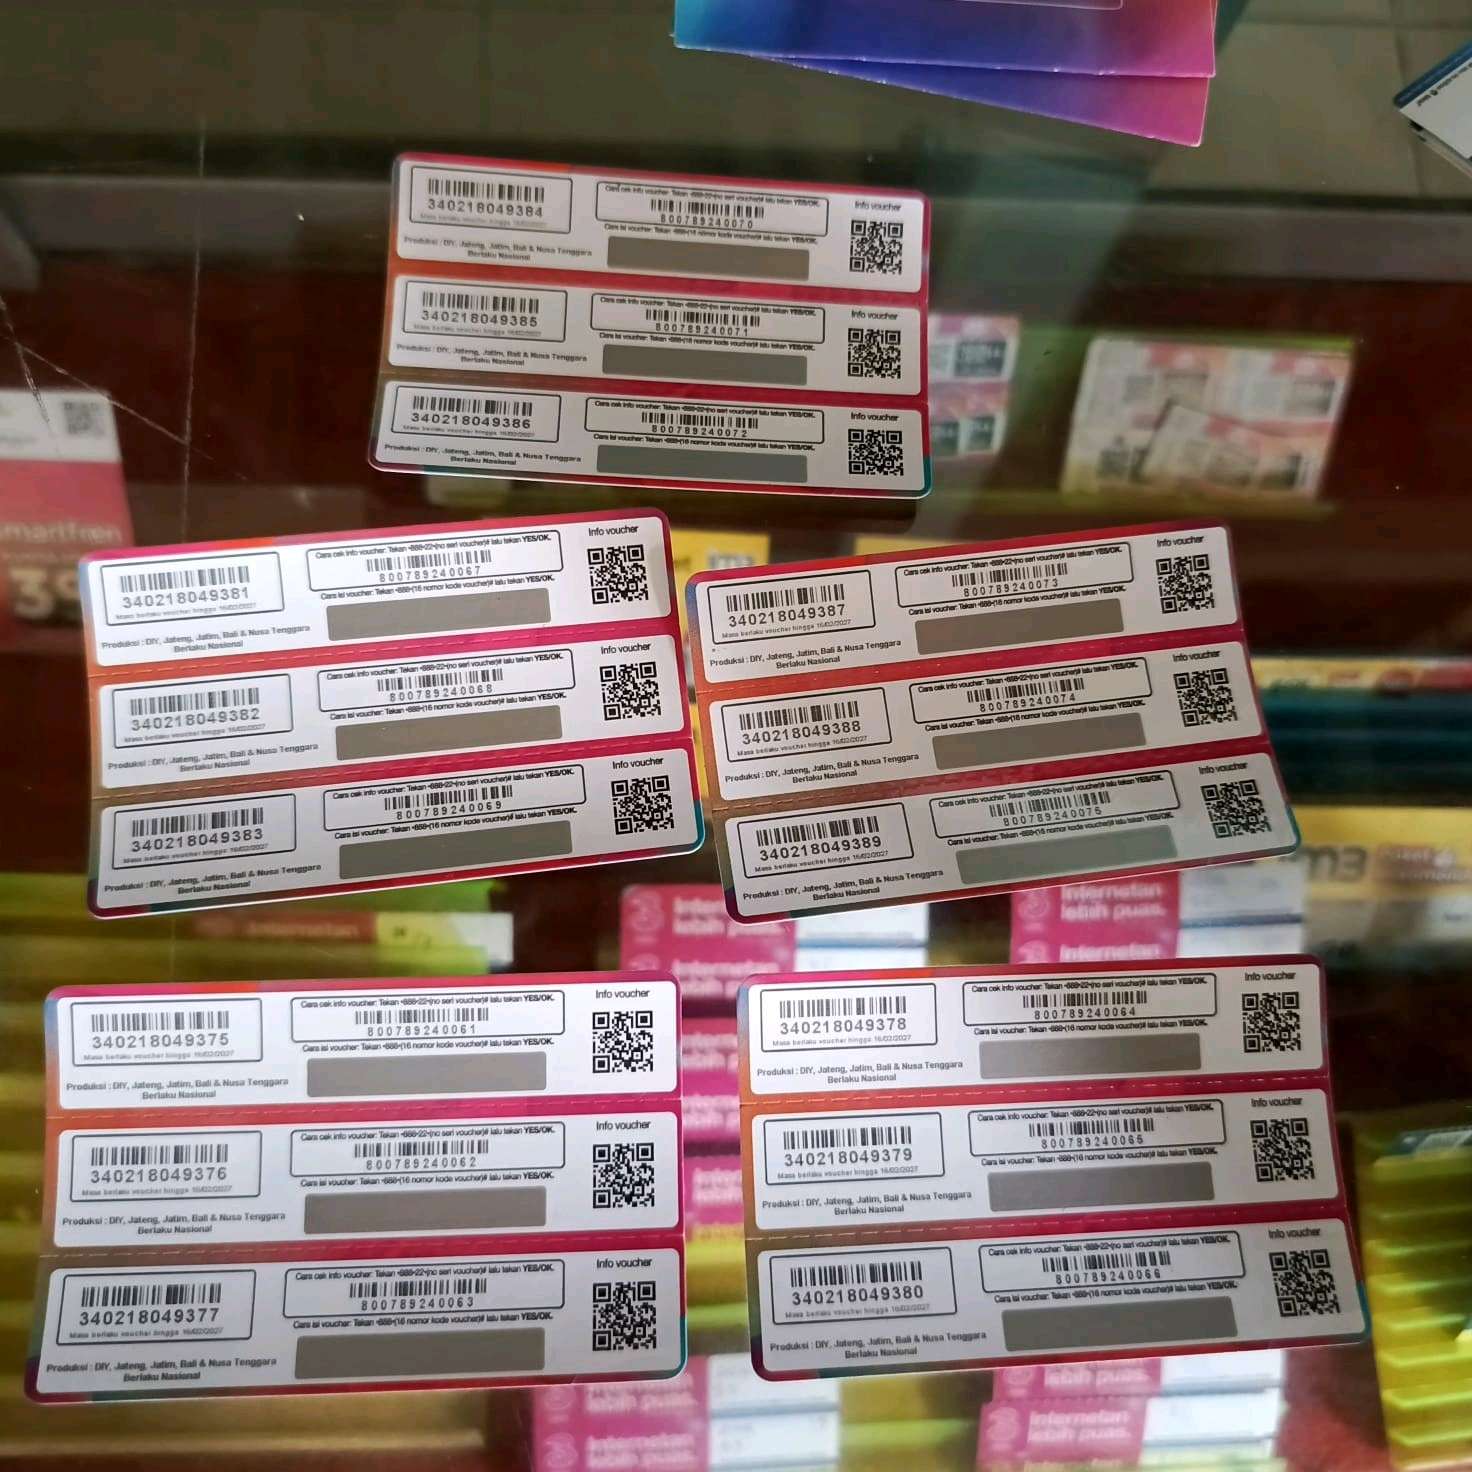 340218049384
Masa berlaku voucher hingga 16/02/2027
Produksi : DIY, Jateng, Jatim, Bali & Nusa Tenggara
Berlaku Nasional
Cara cek info voucher: Tekan *888*22*(no seri voucher)# lalu tekan YES/OK.
800789240070
Cara isi voucher: Tekan *888*(16 nomor kode voucher)# lalu tekan YES/OK.
Info voucher
340218049385
Masa berlaku voucher hingga 16/02/2027
Produksi : DIY, Jateng, Jatim, Bali & Nusa Tenggara
Berlaku Nasional
Cara cek info voucher: Tekan *888*22*(no seri voucher)# lalu tekan YES/OK.
800789240071
Cara isi voucher: Tekan *888*(16 nomor kode voucher)# lalu tekan YES/OK.
Info voucher
340218049386
Masa berlaku voucher hingga 16/02/2027
Produksi : DIY, Jateng, Jatim, Bali & Nusa Tenggara
Berlaku Nasional
Cara cek info voucher: Tekan *888*22*(no seri voucher)# lalu tekan YES/OK.
800789240072
Cara isi voucher: Tekan *888*(16 nomor kode voucher)# lalu tekan YES/OK.
Info voucher
340218049381
Masa berlaku voucher hingga 16/02/2027
Produksi : DIY, Jateng, Jatim, Bali & Nusa Tenggara
Berlaku Nasional
Cara cek info voucher: Tekan *888*22*(no seri voucher)# lalu tekan YES/OK.
800789240067
Cara isi voucher: Tekan *888*(16 nomor kode voucher)# lalu tekan YES/OK.
Info voucher
340218049382
Masa berlaku voucher hingga 16/02/2027
Produksi : DIY, Jateng, Jatim, Bali & Nusa Tenggara
Berlaku Nasional
Cara cek info voucher: Tekan *888*22*(no seri voucher)# lalu tekan YES/OK.
800789240068
Cara isi voucher: Tekan *888*(16 nomor kode voucher)# lalu tekan YES/OK.
Info voucher
340218049383
Masa berlaku voucher hingga 16/02/2027
Produksi : DIY, Jateng, Jatim, Bali & Nusa Tenggara
Berlaku Nasional
Cara cek info voucher: Tekan *888*22*(no seri voucher)# lalu tekan YES/OK.
800789240069
Cara isi voucher: Tekan *888*(16 nomor kode voucher)# lalu tekan YES/OK.
Info voucher
340218049387
Masa berlaku voucher hingga 16/02/2027
Produksi : DIY, Jateng, Jatim, Bali & Nusa Tenggara
Berlaku Nasional
Cara cek info voucher: Tekan *888*22*(no seri voucher)# lalu tekan YES/OK.
800789240073
Cara isi voucher: Tekan *888*(16 nomor kode voucher)# lalu tekan YES/OK.
Info voucher
340218049388
Masa berlaku voucher hingga 16/02/2027
Produksi : DIY, Jateng, Jatim, Bali & Nusa Tenggara
Berlaku Nasional
Cara cek info voucher: Tekan *888*22*(no seri voucher)# lalu tekan YES/OK.
800789240074
Cara isi voucher: Tekan *888*(16 nomor kode voucher)# lalu tekan YES/OK.
Info voucher
340218049389
Masa berlaku voucher hingga 16/02/2027
Produksi : DIY, Jateng, Jatim, Bali & Nusa Tenggara
Berlaku Nasional
Cara cek info voucher: Tekan *888*22*(no seri voucher)# lalu tekan YES/OK.
800789240075
Cara isi voucher: Tekan *888*(16 nomor kode voucher)# lalu tekan YES/OK.
Info voucher
340218049375
Masa berlaku voucher hingga 16/02/2027
Produksi : DIY, Jateng, Jatim, Bali & Nusa Tenggara
Berlaku Nasional
Cara cek info voucher: Tekan *888*22*(no seri voucher)# lalu tekan YES/OK.
800789240061
Cara isi voucher: Tekan *888*(16 nomor kode voucher)# lalu tekan YES/OK.
Info voucher
340218049376
Masa berlaku voucher hingga 16/02/2027
Produksi : DIY, Jateng, Jatim, Bali & Nusa Tenggara
Berlaku Nasional
Cara cek info voucher: Tekan *888*22*(no seri voucher)# lalu tekan YES/OK.
800789240062
Cara isi voucher: Tekan *888*(16 nomor kode voucher)# lalu tekan YES/OK.
Info voucher
340218049377
Masa berlaku voucher hingga 16/02/2027
Produksi : DIY, Jateng, Jatim, Bali & Nusa Tenggara
Berlaku Nasional
Cara cek info voucher: Tekan *888*22*(no seri voucher)# lalu tekan YES/OK.
800789240063
Cara isi voucher: Tekan *888*(16 nomor kode voucher)# lalu tekan YES/OK.
Info voucher
340218049378
Masa berlaku voucher hingga 16/02/2027
Produksi : DIY, Jateng, Jatim, Bali & Nusa Tenggara
Berlaku Nasional
Cara cek info voucher: Tekan *888*22*(no seri voucher)# lalu tekan YES/OK.
800789240064
Cara isi voucher: Tekan *888*(16 nomor kode voucher)# lalu tekan YES/OK.
Info voucher
340218049379
Masa berlaku voucher hingga 16/02/2027
Produksi : DIY, Jateng, Jatim, Bali & Nusa Tenggara
Berlaku Nasional
Cara cek info voucher: Tekan *888*22*(no seri voucher)# lalu tekan YES/OK.
800789240065
Cara isi voucher: Tekan *888*(16 nomor kode voucher)# lalu tekan YES/OK.
Info voucher
340218049380
Masa berlaku voucher hingga 16/02/2027
Produksi : DIY, Jateng, Jatim, Bali & Nusa Tenggara
Berlaku Nasional
Cara cek info voucher: Tekan *888*22*(no seri voucher)# lalu tekan YES/OK.
800789240066
Cara isi voucher: Tekan *888*(16 nomor kode voucher)# lalu tekan YES/OK.
Info voucher
smartfren
Internetan
lebih puas.
Internetan
lebih puas.
Internetan
Internetan
lebih puas.